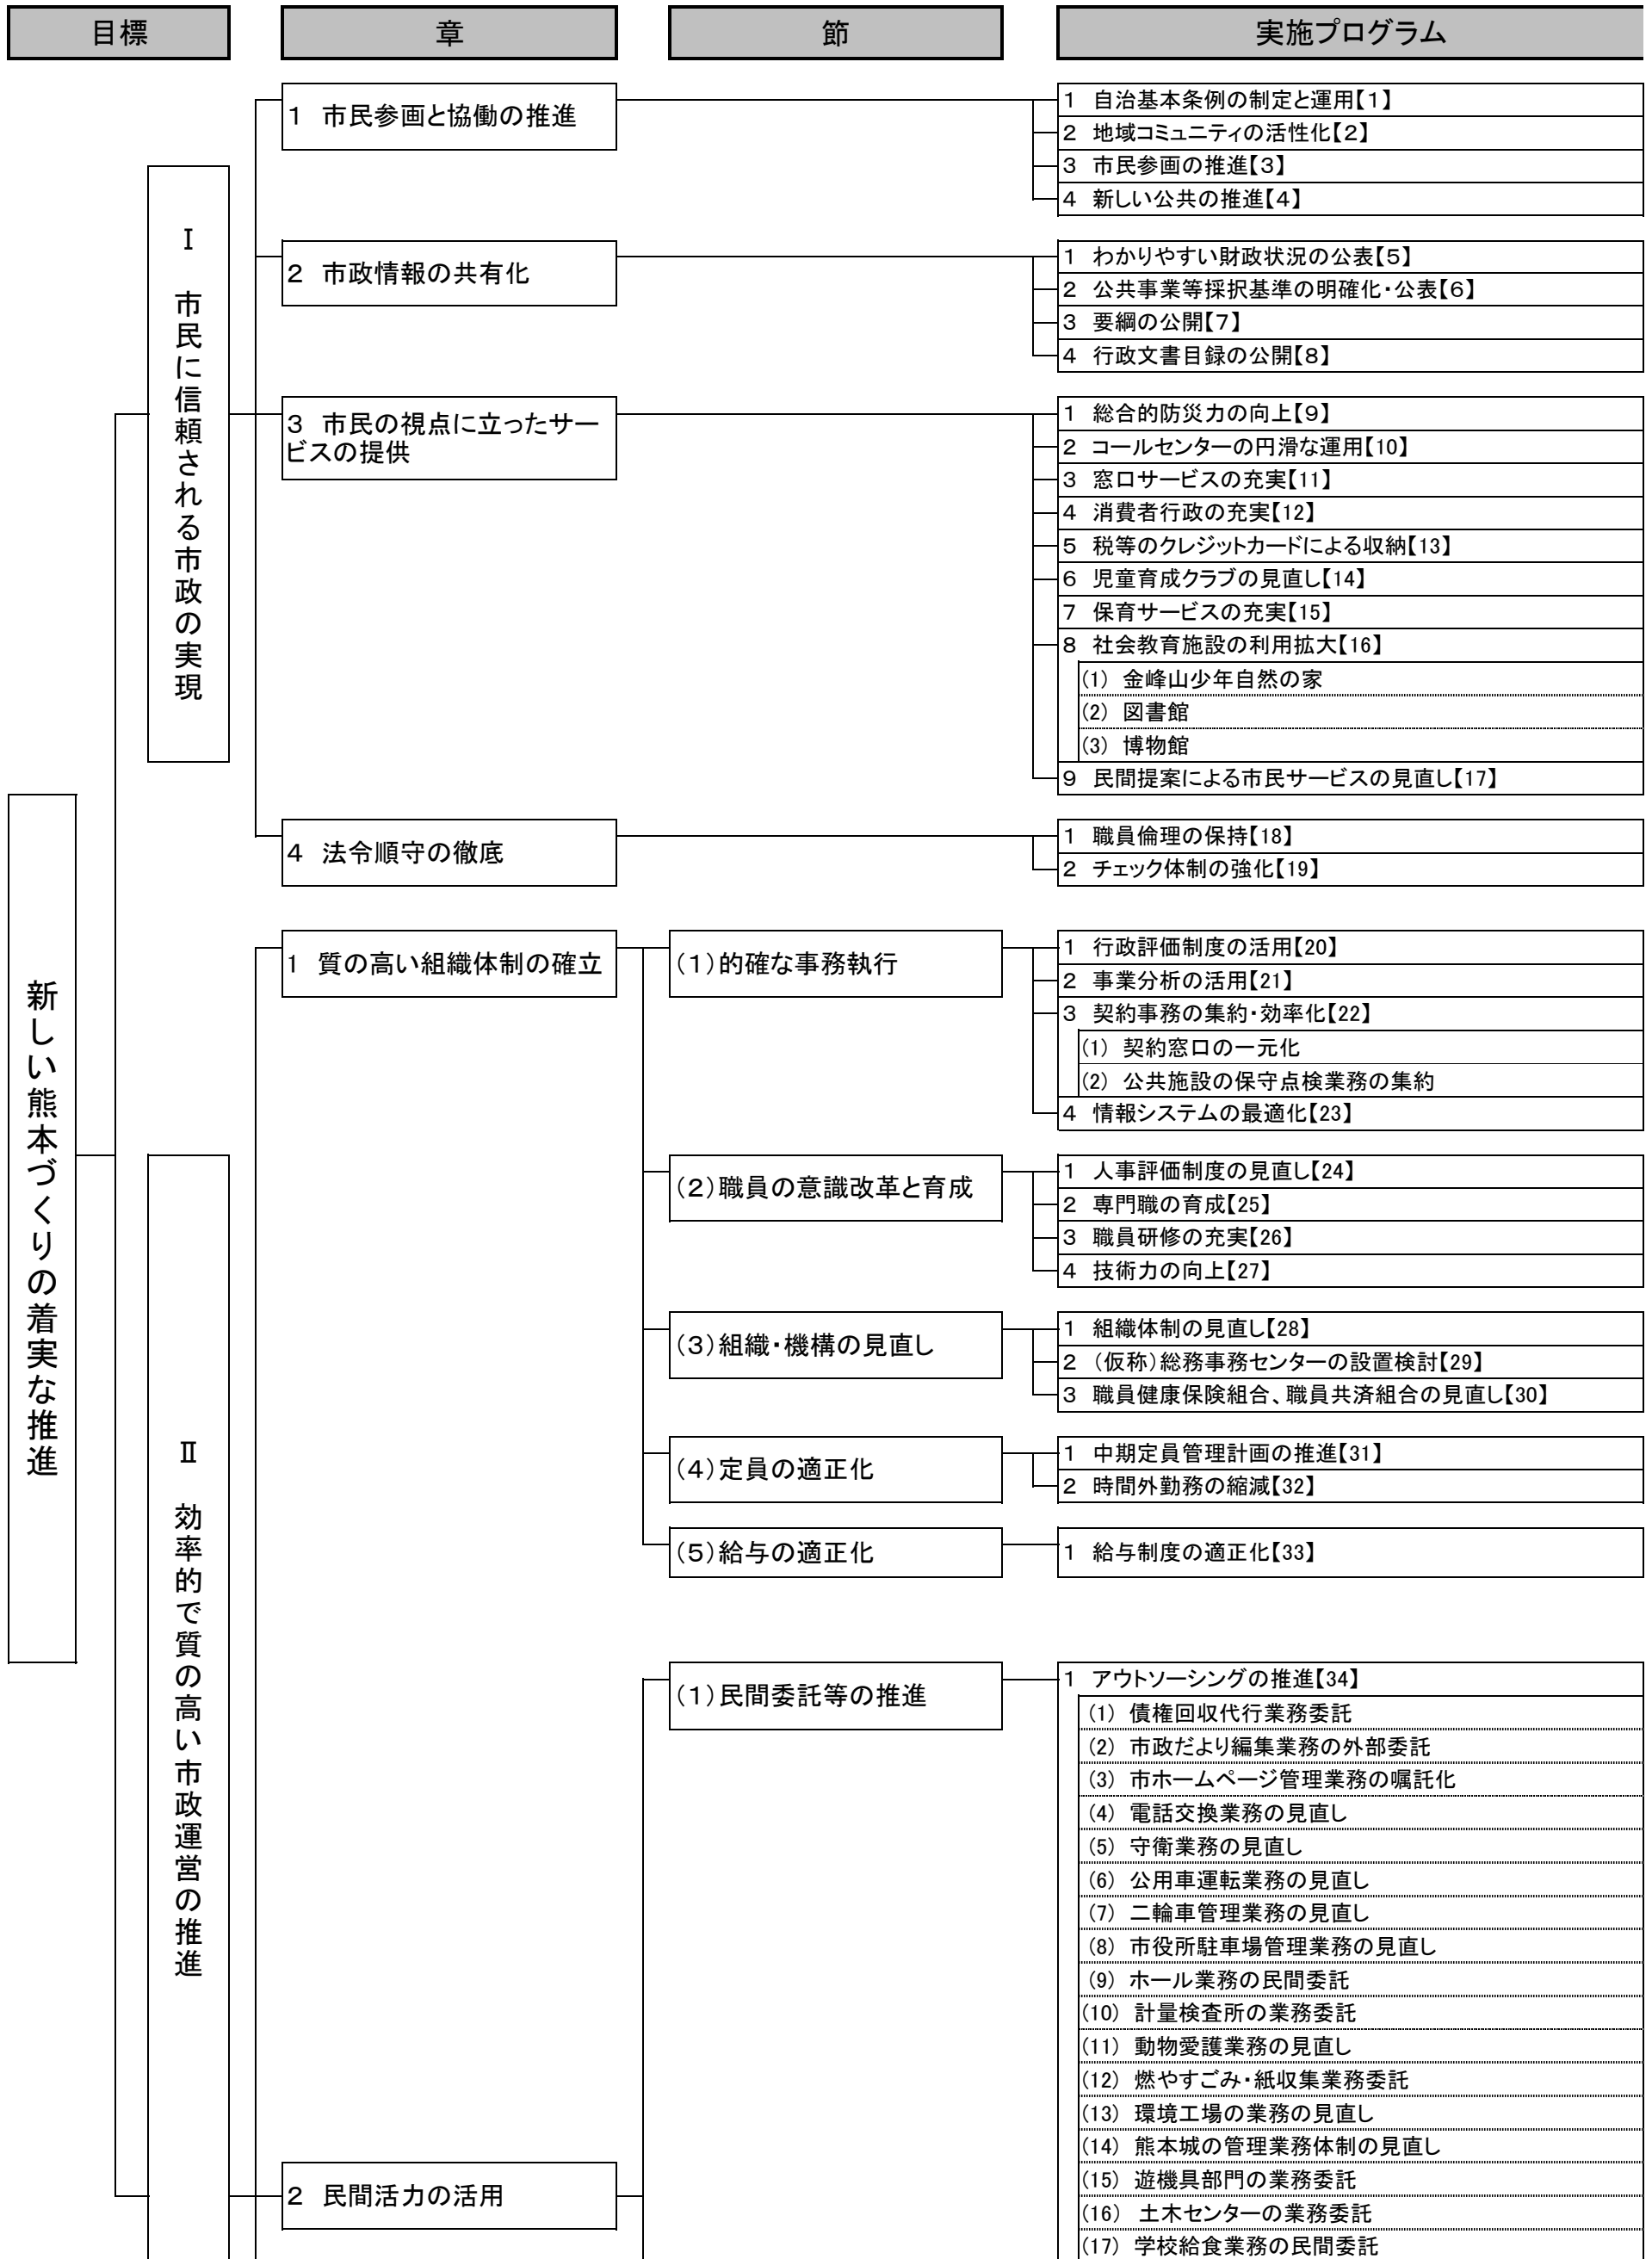 目標
章
節
実施プログラム
新しい熊本づくりの着実な推進
Ⅰ 市民に信頼される市政の実現
1 市民参画と協働の推進
1 自治基本条例の制定と運用【1】
2 地域コミュニティの活性化【2】
3 市民参画の推進【3】
4 新しい公共の推進【4】
2 市政情報の共有化
1 わかりやすい財政状況の公表【5】
2 公共事業等採択基準の明確化・公表【6】
3 要綱の公開【7】
4 行政文書目録の公開【8】
3 市民の視点に立ったサー
ビスの提供
1 総合的防災力の向上【9】
2 コールセンターの円滑な運用【10】
3 窓口サービスの充実【11】
4 消費者行政の充実【12】
5 税等のクレジットカードによる収納【13】
6 児童育成クラブの見直し【14】
7 保育サービスの充実【15】
8 社会教育施設の利用拡大【16】
(1) 金峰山少年自然の家
(2) 図書館
(3) 博物館
9 民間提案による市民サービスの見直し【17】
4 法令順守の徹底
1 職員倫理の保持【18】
2 チェック体制の強化【19】
Ⅱ 効率的で質の高い市政運営の推進
1 質の高い組織体制の確立
(1)的確な事務執行
1 行政評価制度の活用【20】
2 事業分析の活用【21】
3 契約事務の集約・効率化【22】
(1) 契約窓口の一元化
(2) 公共施設の保守点検業務の集約
4 情報システムの最適化【23】
(2)職員の意識改革と育成
1 人事評価制度の見直し【24】
2 専門職の育成【25】
3 職員研修の充実【26】
4 技術力の向上【27】
(3)組織・機構の見直し
1 組織体制の見直し【28】
2 (仮称)総務事務センターの設置検討【29】
3 職員健康保険組合、職員共済組合の見直し【30】
(4)定員の適正化
1 中期定員管理計画の推進【31】
2 時間外勤務の縮減【32】
(5)給与の適正化
1 給与制度の適正化【33】
2 民間活力の活用
(1)民間委託等の推進
1 アウトソーシングの推進【34】
(1) 債権回収代行業務委託
(2) 市政だより編集業務の外部委託
(3) 市ホームページ管理業務の嘱託化
(4) 電話交換業務の見直し
(5) 守衛業務の見直し
(6) 公用車運転業務の見直し
(7) 二輪車管理業務の見直し
(8) 市役所駐車場管理業務の見直し
(9) ホール業務の民間委託
(10) 計量検査所の業務委託
(11) 動物愛護業務の見直し
(12) 燃やすごみ・紙収集業務委託
(13) 環境工場の業務の見直し
(14) 熊本城の管理業務体制の見直し
(15) 遊機具部門の業務委託
(16) 土木センターの業務委託
(17) 学校給食業務の民間委託